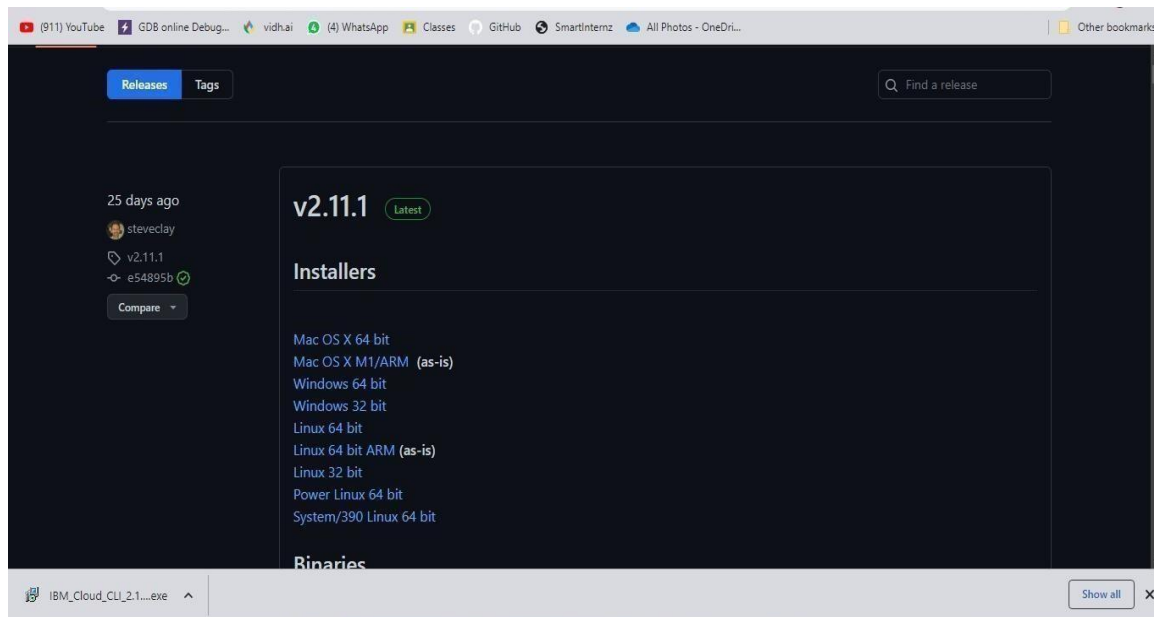 (911) YouTube GDB online Debug... vidh.ai (4) WhatsApp Classes GitHub SmartInternz All Photos - OneDri... Other bookmarks
Releases Tags Find a release
25 days ago
steveclay
v2.11.1
e54895b
Compare
v2.11.1 Latest
Installers
Mac OS X 64 bit
Mac OS X M1/ARM (as-is)
Windows 64 bit
Windows 32 bit
Linux 64 bit
Linux 64 bit ARM (as-is)
Linux 32 bit
Power Linux 64 bit
System/390 Linux 64 bit
Binaries
IBM_Cloud_CLI_2.1....exe Show all